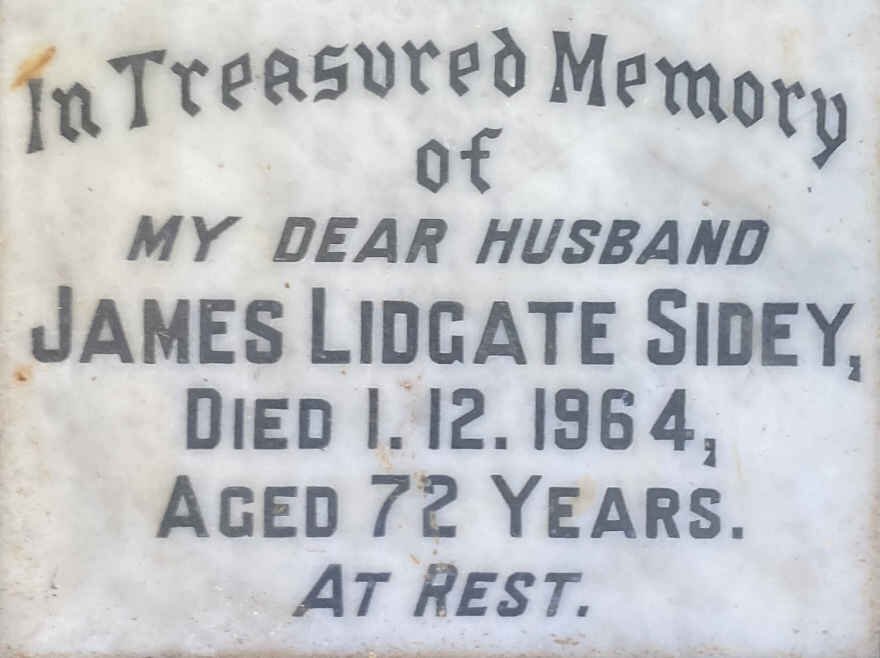 In Treasured Memory
of
MY DEAR HUSBAND
JAMES LIDGATE SIDEY,
DIED 1. 12. 1964,
AGED 72 YEARS.
AT REST.